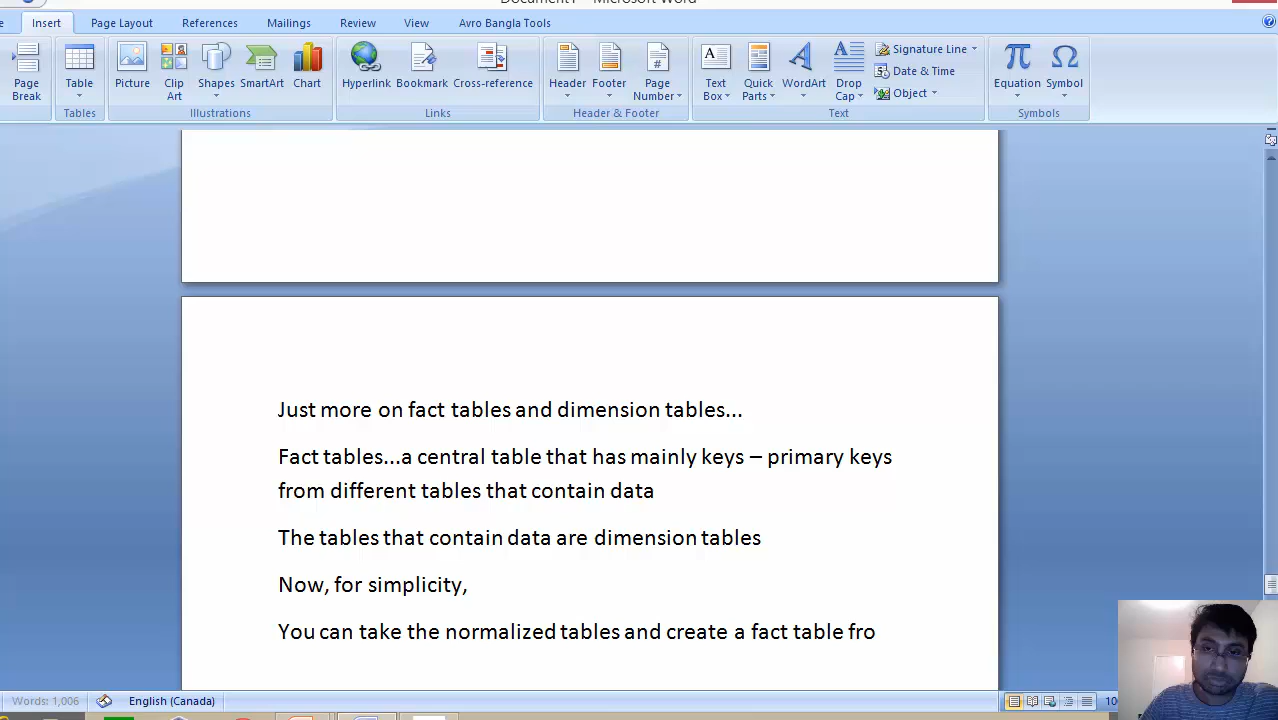 Insert Page Layout References Mailings Review View Avro Bangla Tools
Page Break
Table
Tables
Picture
Clip Art
Shapes
SmartArt
Chart
Illustrations
Hyperlink
Bookmark
Cross-reference
Links
Header
Footer
Page Number
Header & Footer
Text Box
Quick Parts
WordArt
Drop Cap
Signature Line
Date & Time
Object
Text
Equation
Symbol
Symbols
Just more on fact tables and dimension tables...
Fact tables...a central table that has mainly keys – primary keys
from different tables that contain data
The tables that contain data are dimension tables
Now, for simplicity,
You can take the normalized tables and create a fact table fro
Words: 1,006 English (Canada)